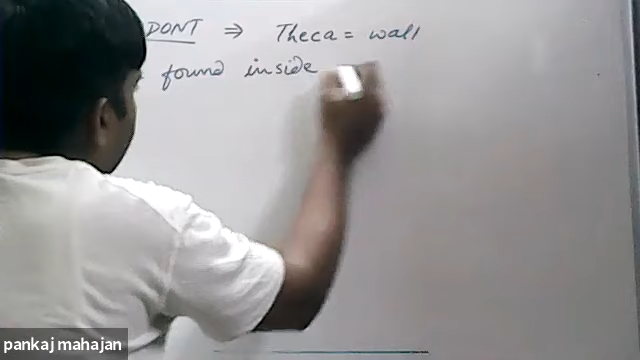 DONT ⇒ Theca = wall
found inside
pankaj mahajan